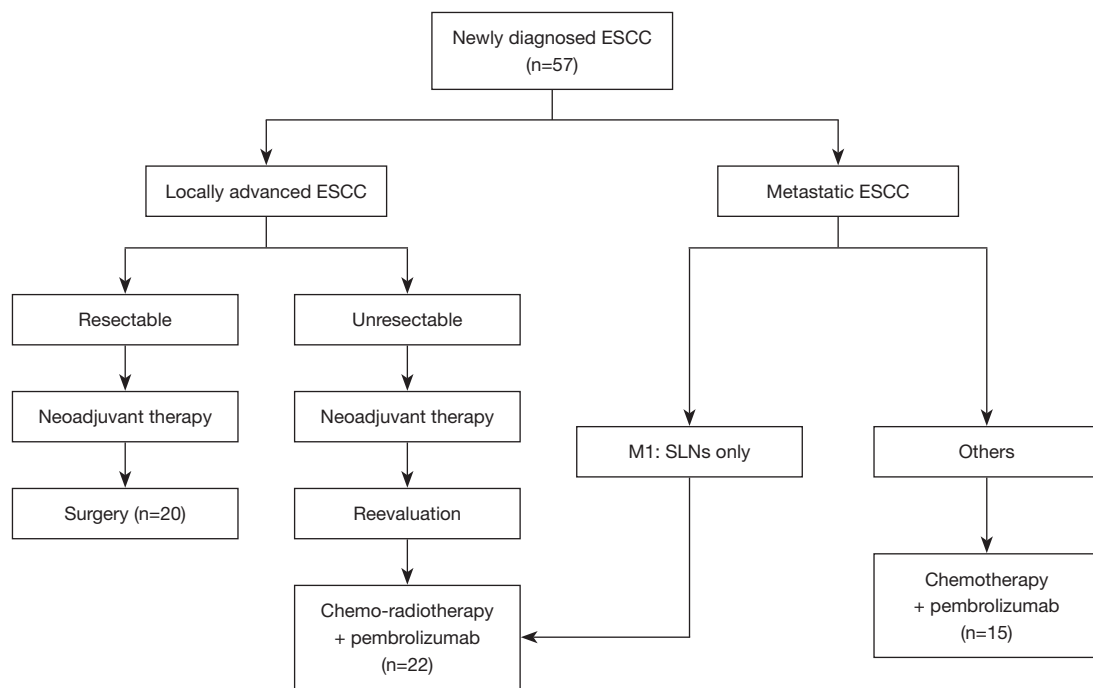 Newly diagnosed ESCC
(n=57)
Locally advanced ESCC
Metastatic ESCC
Resectable
Unresectable
Neoadjuvant therapy
Neoadjuvant therapy
M1: SLNs only
Others
Surgery (n=20)
Reevaluation
Chemo-radiotherapy
+ pembrolizumab
(n=22)
Chemotherapy
+ pembrolizumab
(n=15)